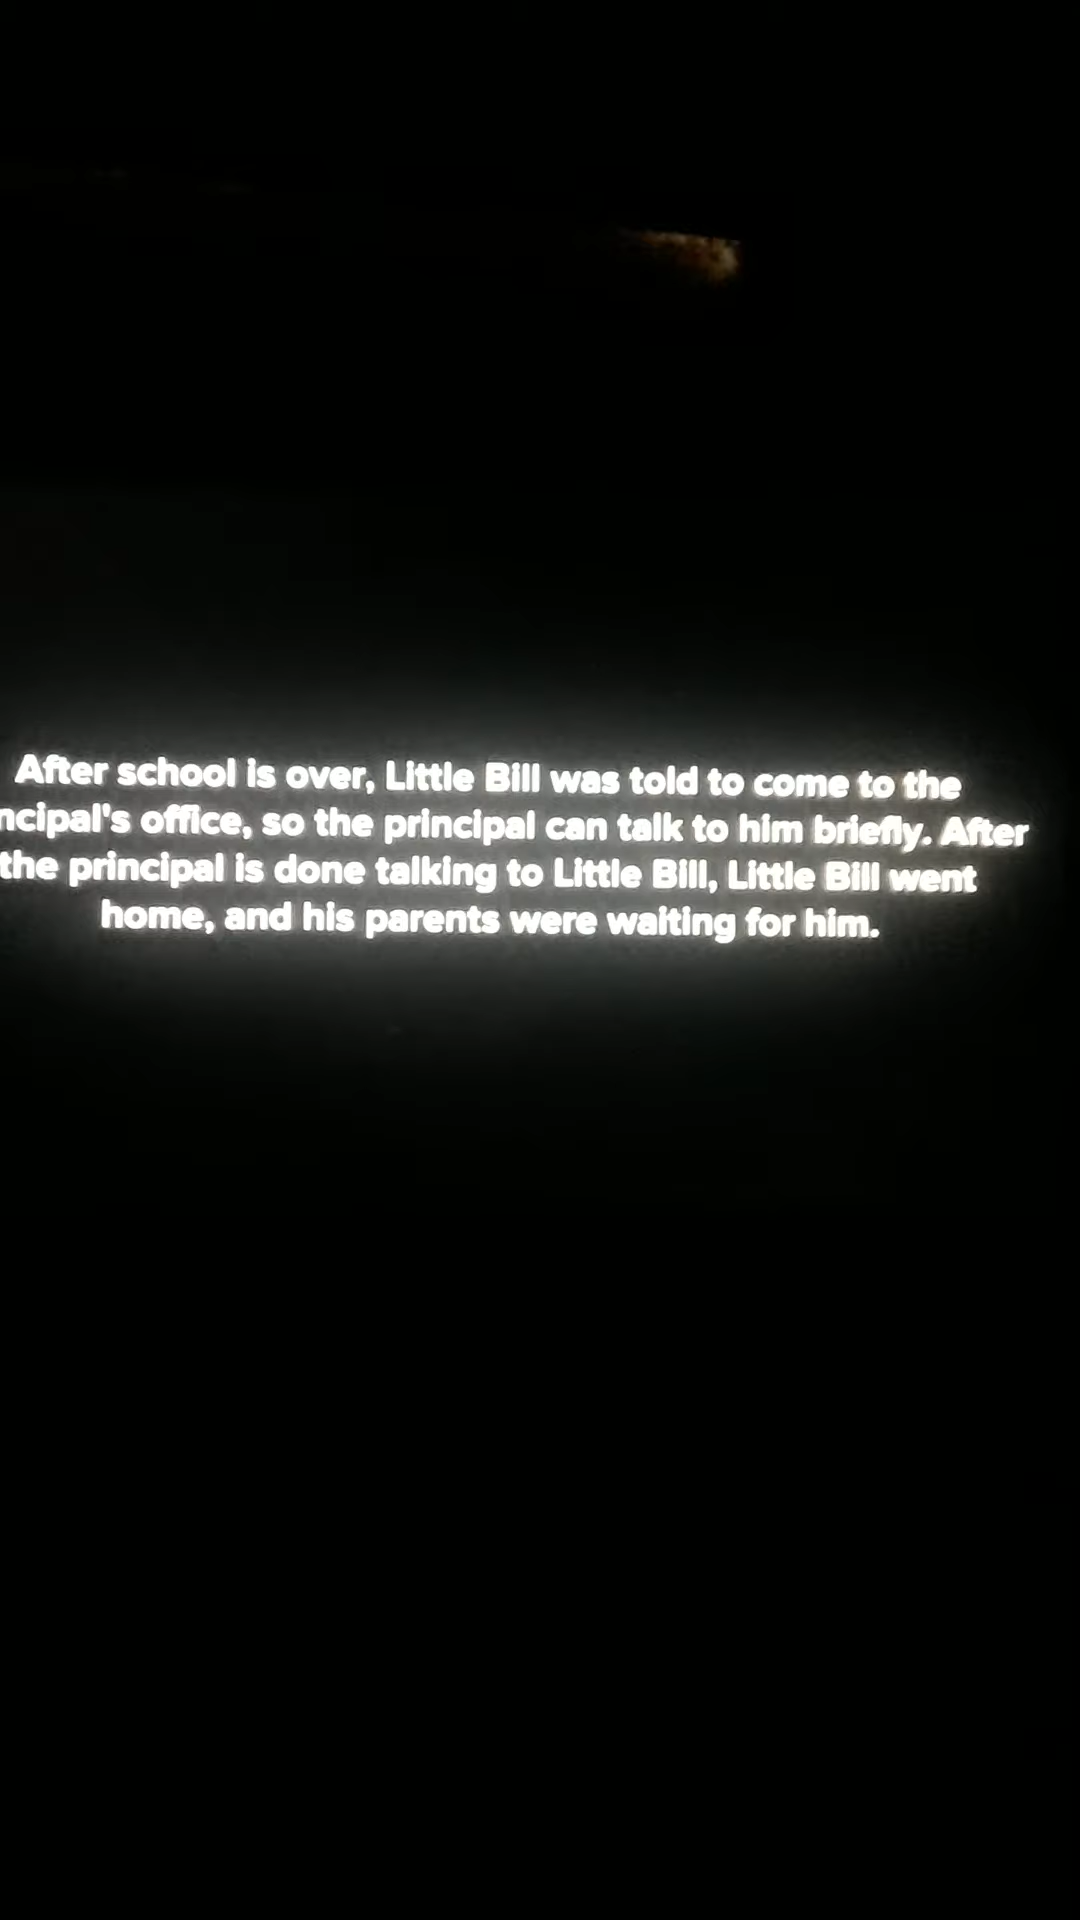 After school is over, Little Bill was told to come to the
ncipal's office, so the principal can talk to him briefly. After
the principal is done talking to Little Bill, Little Bill went
home, and his parents were waiting for him.